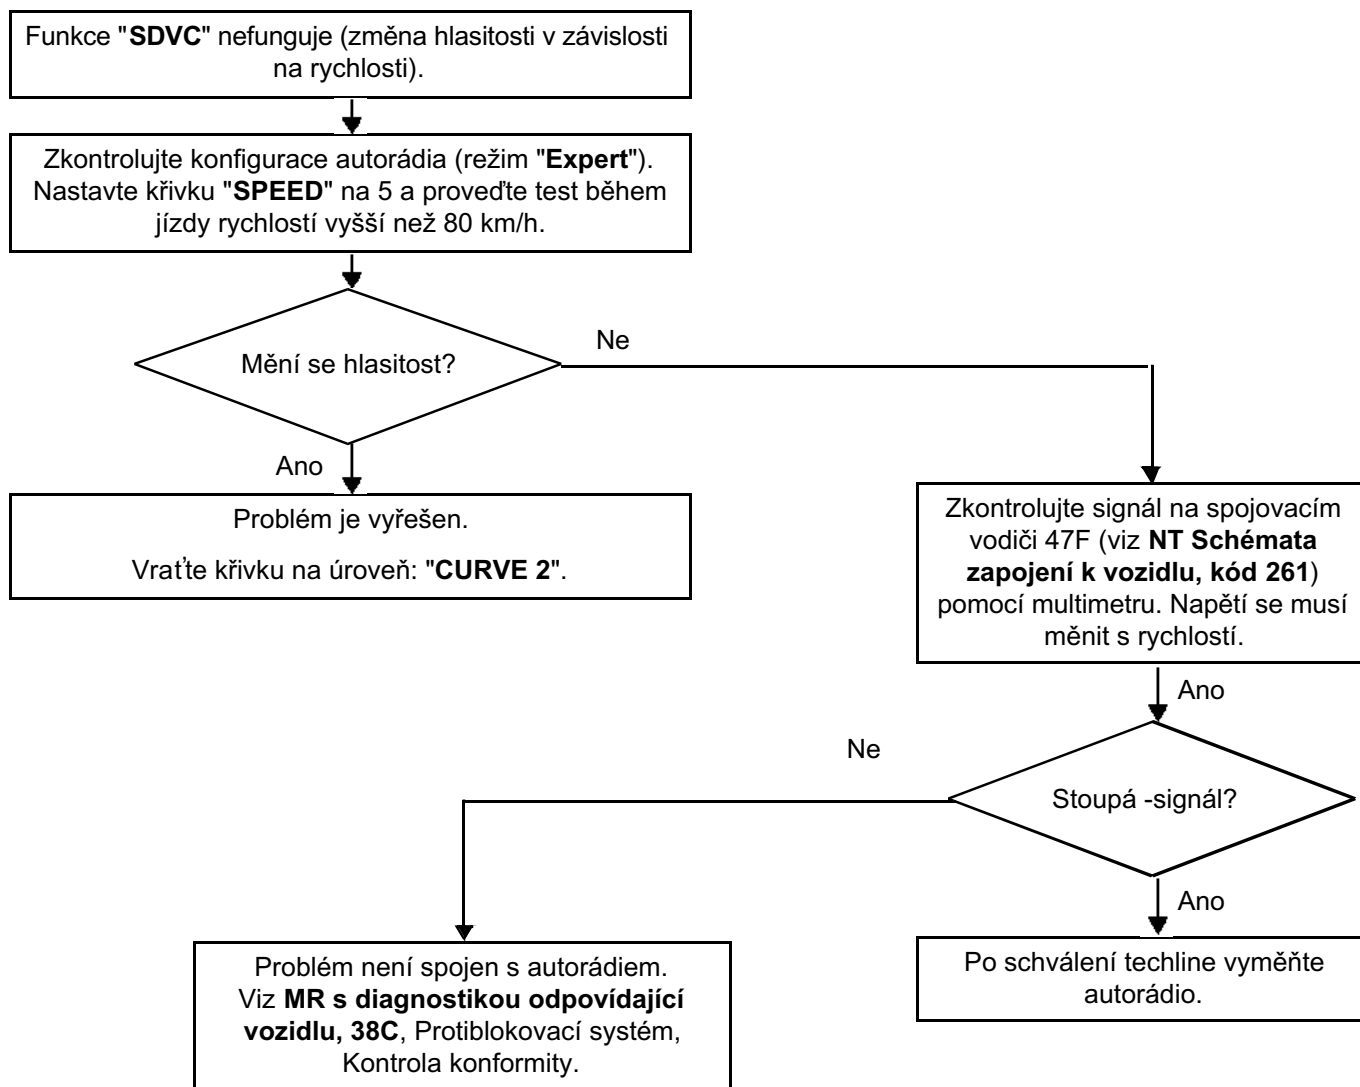 Funkce "SDVC" nefunguje (změna hlasitosti v závislosti
na rychlosti).
Zkontrolujte konfigurace autorádia (režim "Expert").
Nastavte křivku "SPEED" na 5 a proveďte test během
jízdy rychlostí vyšší než 80 km/h.
Mění se hlasitost?
Ne
Ano
Problém je vyřešen.
Vraťte křivku na úroveň: "CURVE 2".
Zkontrolujte signál na spojovacím
vodiči 47F (viz NT Schémata
zapojení k vozidlu, kód 261)
pomocí multimetru. Napětí se musí
měnit s rychlostí.
Ano
Ne
Stoupá -signál?
Ano
Problém není spojen s autorádiem.
Viz MR s diagnostikou odpovídající
vozidlu, 38C, Protiblokovací systém,
Kontrola konformity.
Po schválení techline vyměňte
autorádio.